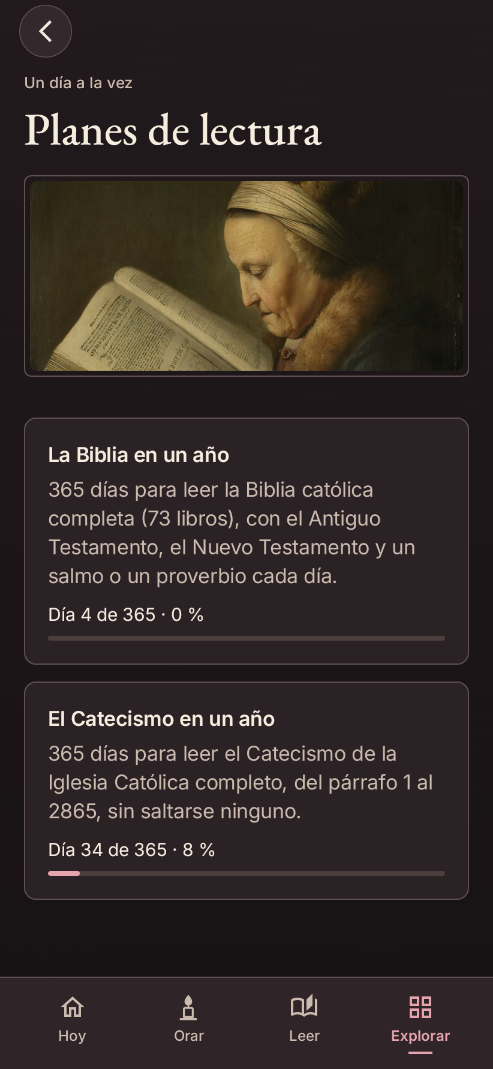 Un día a la vez
Planes de lectura
La Biblia en un año
365 días para leer la Biblia católica
completa (73 libros), con el Antiguo
Testamento, el Nuevo Testamento y un
salmo o un proverbio cada día.
Día 4 de 365 · 0 %
El Catecismo en un año
365 días para leer el Catecismo de la
Iglesia Católica completo, del párrafo 1 al
2865, sin saltarse ninguno.
Día 34 de 365 · 8 %
Hoy
Orar
Leer
Explorar